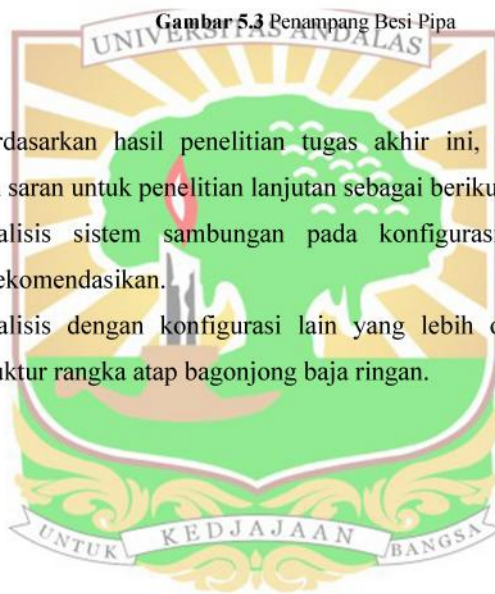 Gambar 5.3 Penampang Besi Pipa
UNIVERSITAS ANDALAS
rdasarkan hasil penelitian tugas akhir ini,
saran untuk penelitian lanjutan sebagai beriku
alisis sistem sambungan pada konfigurasi
ekomendasikan.
alisis dengan konfigurasi lain yang lebih
uktur rangka atap bagonjong baja ringan.
UNTUK KEDJAJAAN BANGSA